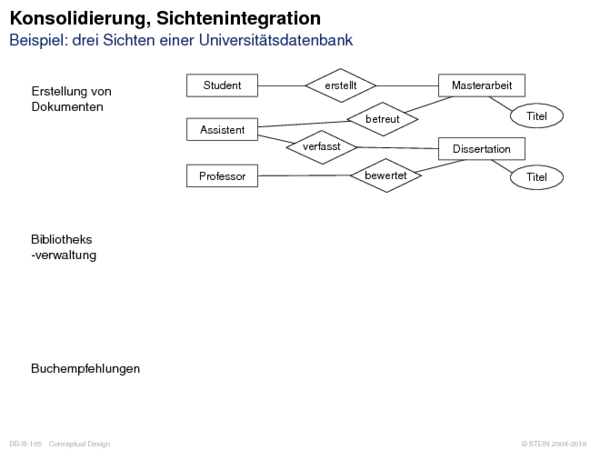 Konsolidierung, Sichtenintegration
Beispiel: drei Sichten einer Universitätsdatenbank
Erstellung von
Dokumenten
Student
erstellt
Masterarbeit
Titel
Assistent
betreut
verfasst
Dissertation
Professor
bewertet
Titel
Bibliotheks
-verwaltung
Buchempfehlungen
DB:III-105 Conceptual Design
© STEIN 2004-2018